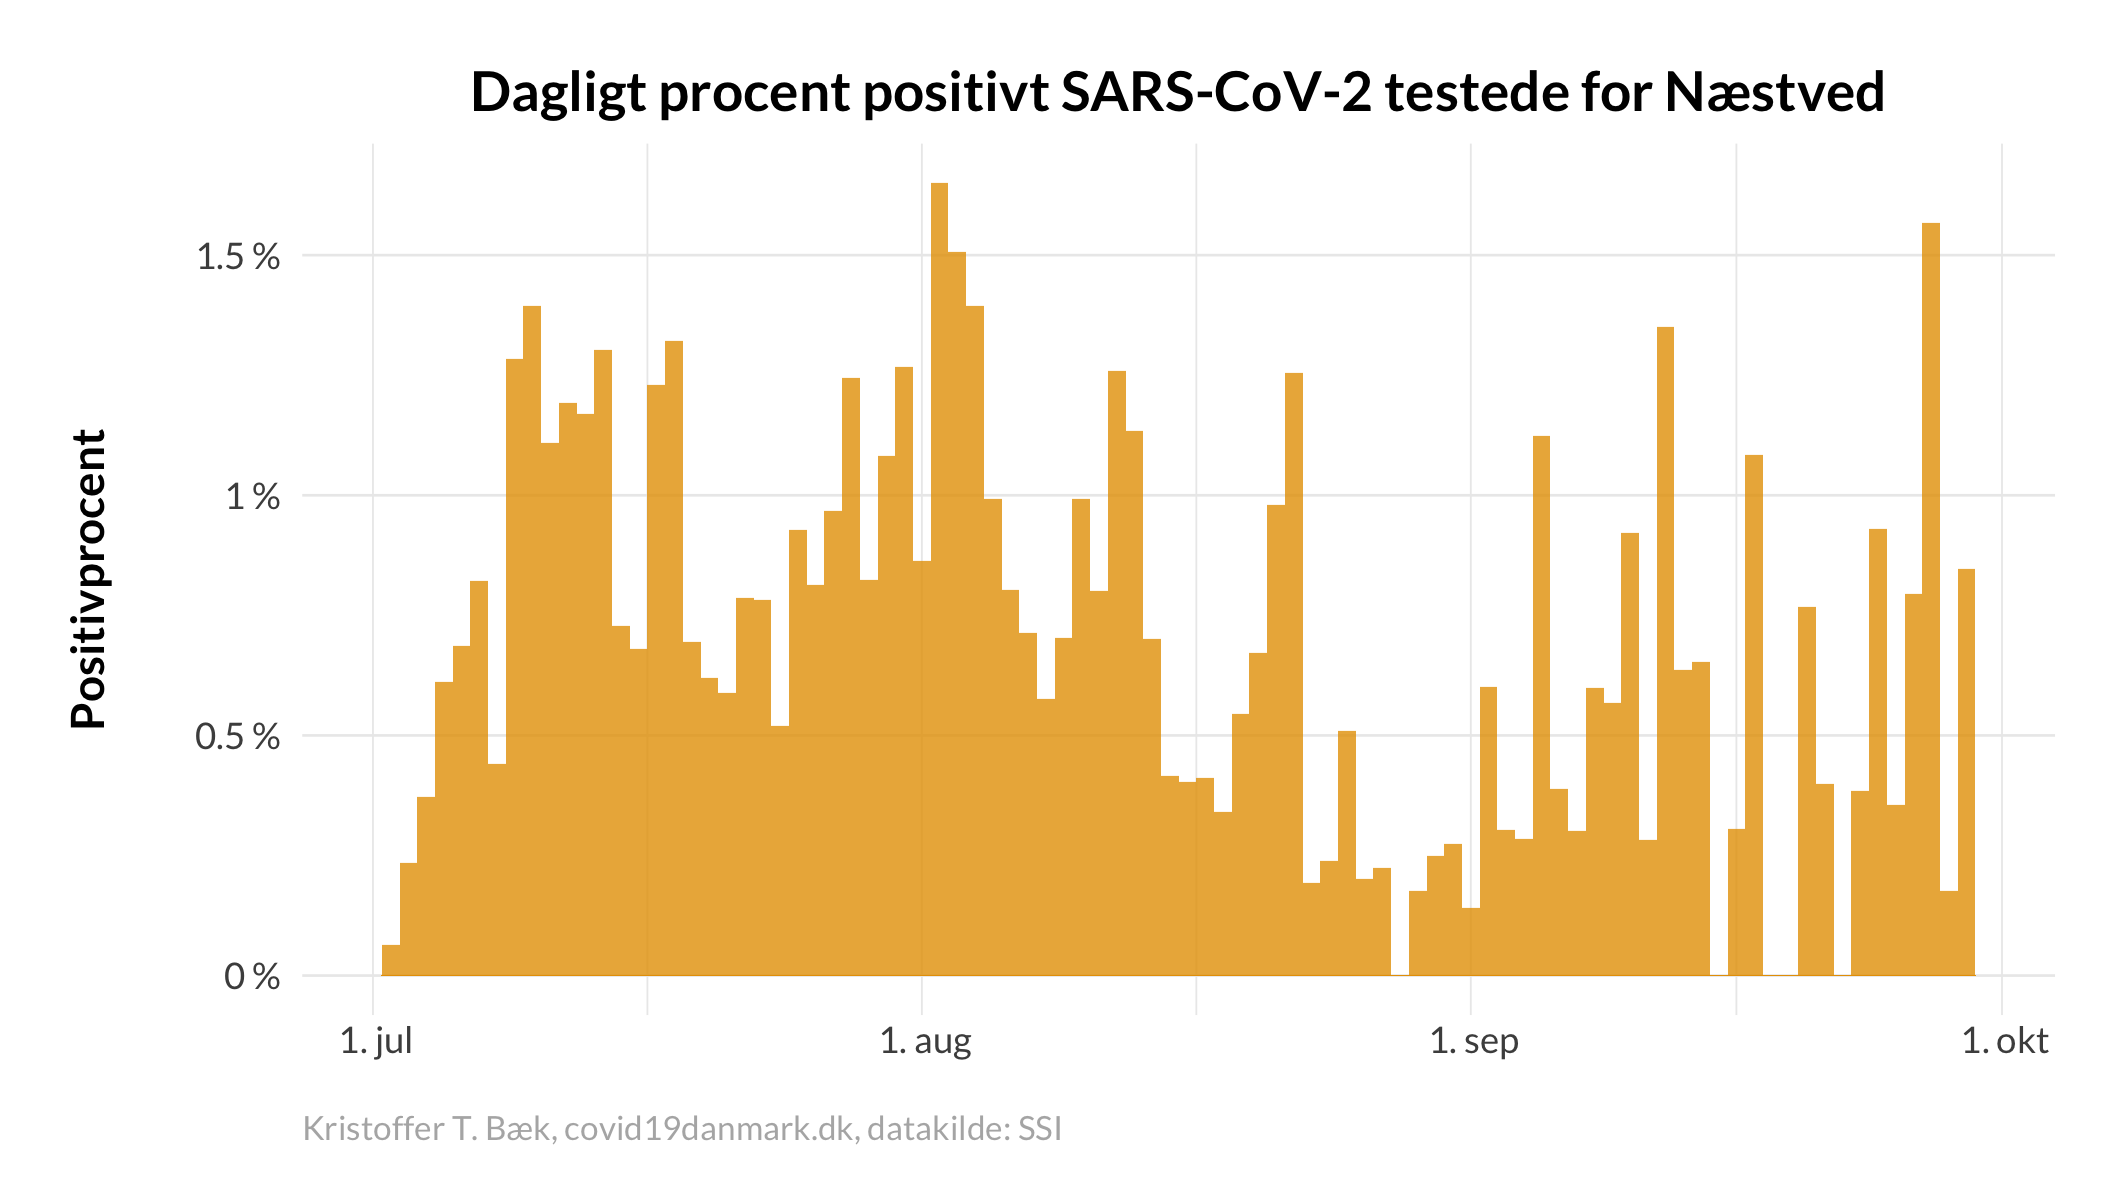 Dagligt procent positivt SARS-CoV-2 testede for Næstved
Positivprocent
1.5 %
1 %
0.5 %
0 %
1. jul
1. aug
1. sep
1. okt
Kristoffer T. Bæk, covid19danmark.dk, datakilde: SSI